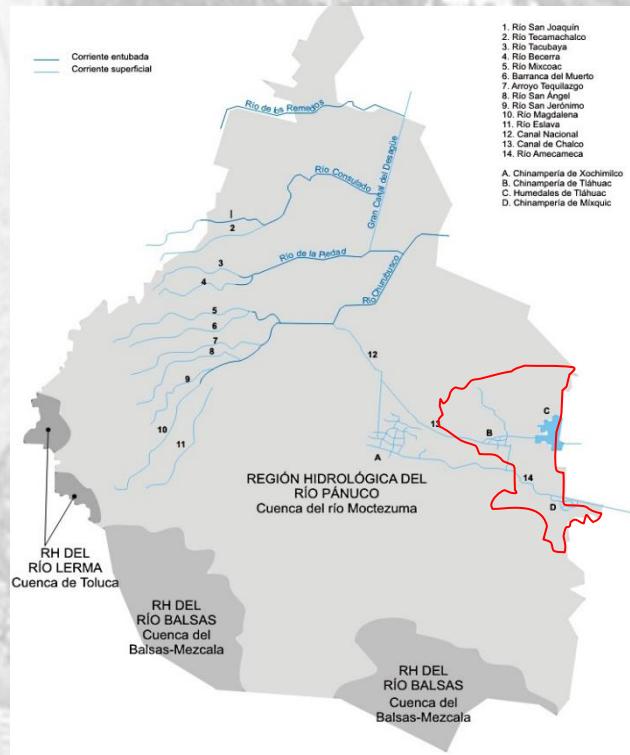 Corriente entubada
Corriente superficial
1. Río San Joaquín
2. Río Tecamachalco
3. Río Tacubaya
4. Río Becerra
5. Río Mixcoac
6. Barranca del Muerto
7. Arroyo Tequilazgo
8. Río San Ángel
9. Río San Jerónimo
10. Río Magdalena
11. Río Eslava
12. Canal Nacional
13. Canal de Chalco
14. Río Amecameca
A. Chinampería de Xochimilco
B. Chinampería de Tláhuac
C. Humedales de Tláhuac
D. Chinampería de Míxquic
Río de los Remedios
Gran Canal del Desagüe
Río Consulado
1
2
Río de la Piedad
3
4
Río Churubusco
5
6
7
8
9
10
11
12
13
A
B
C
14
D
REGIÓN HIDROLÓGICA DEL
RÍO PÁNUCO
Cuenca del río Moctezuma
RH DEL
RÍO LERMA
Cuenca de Toluca
RH DEL
RÍO BALSAS
Cuenca del
Balsas-Mezcala
RH DEL
RÍO BALSAS
Cuenca del
Balsas-Mezcala